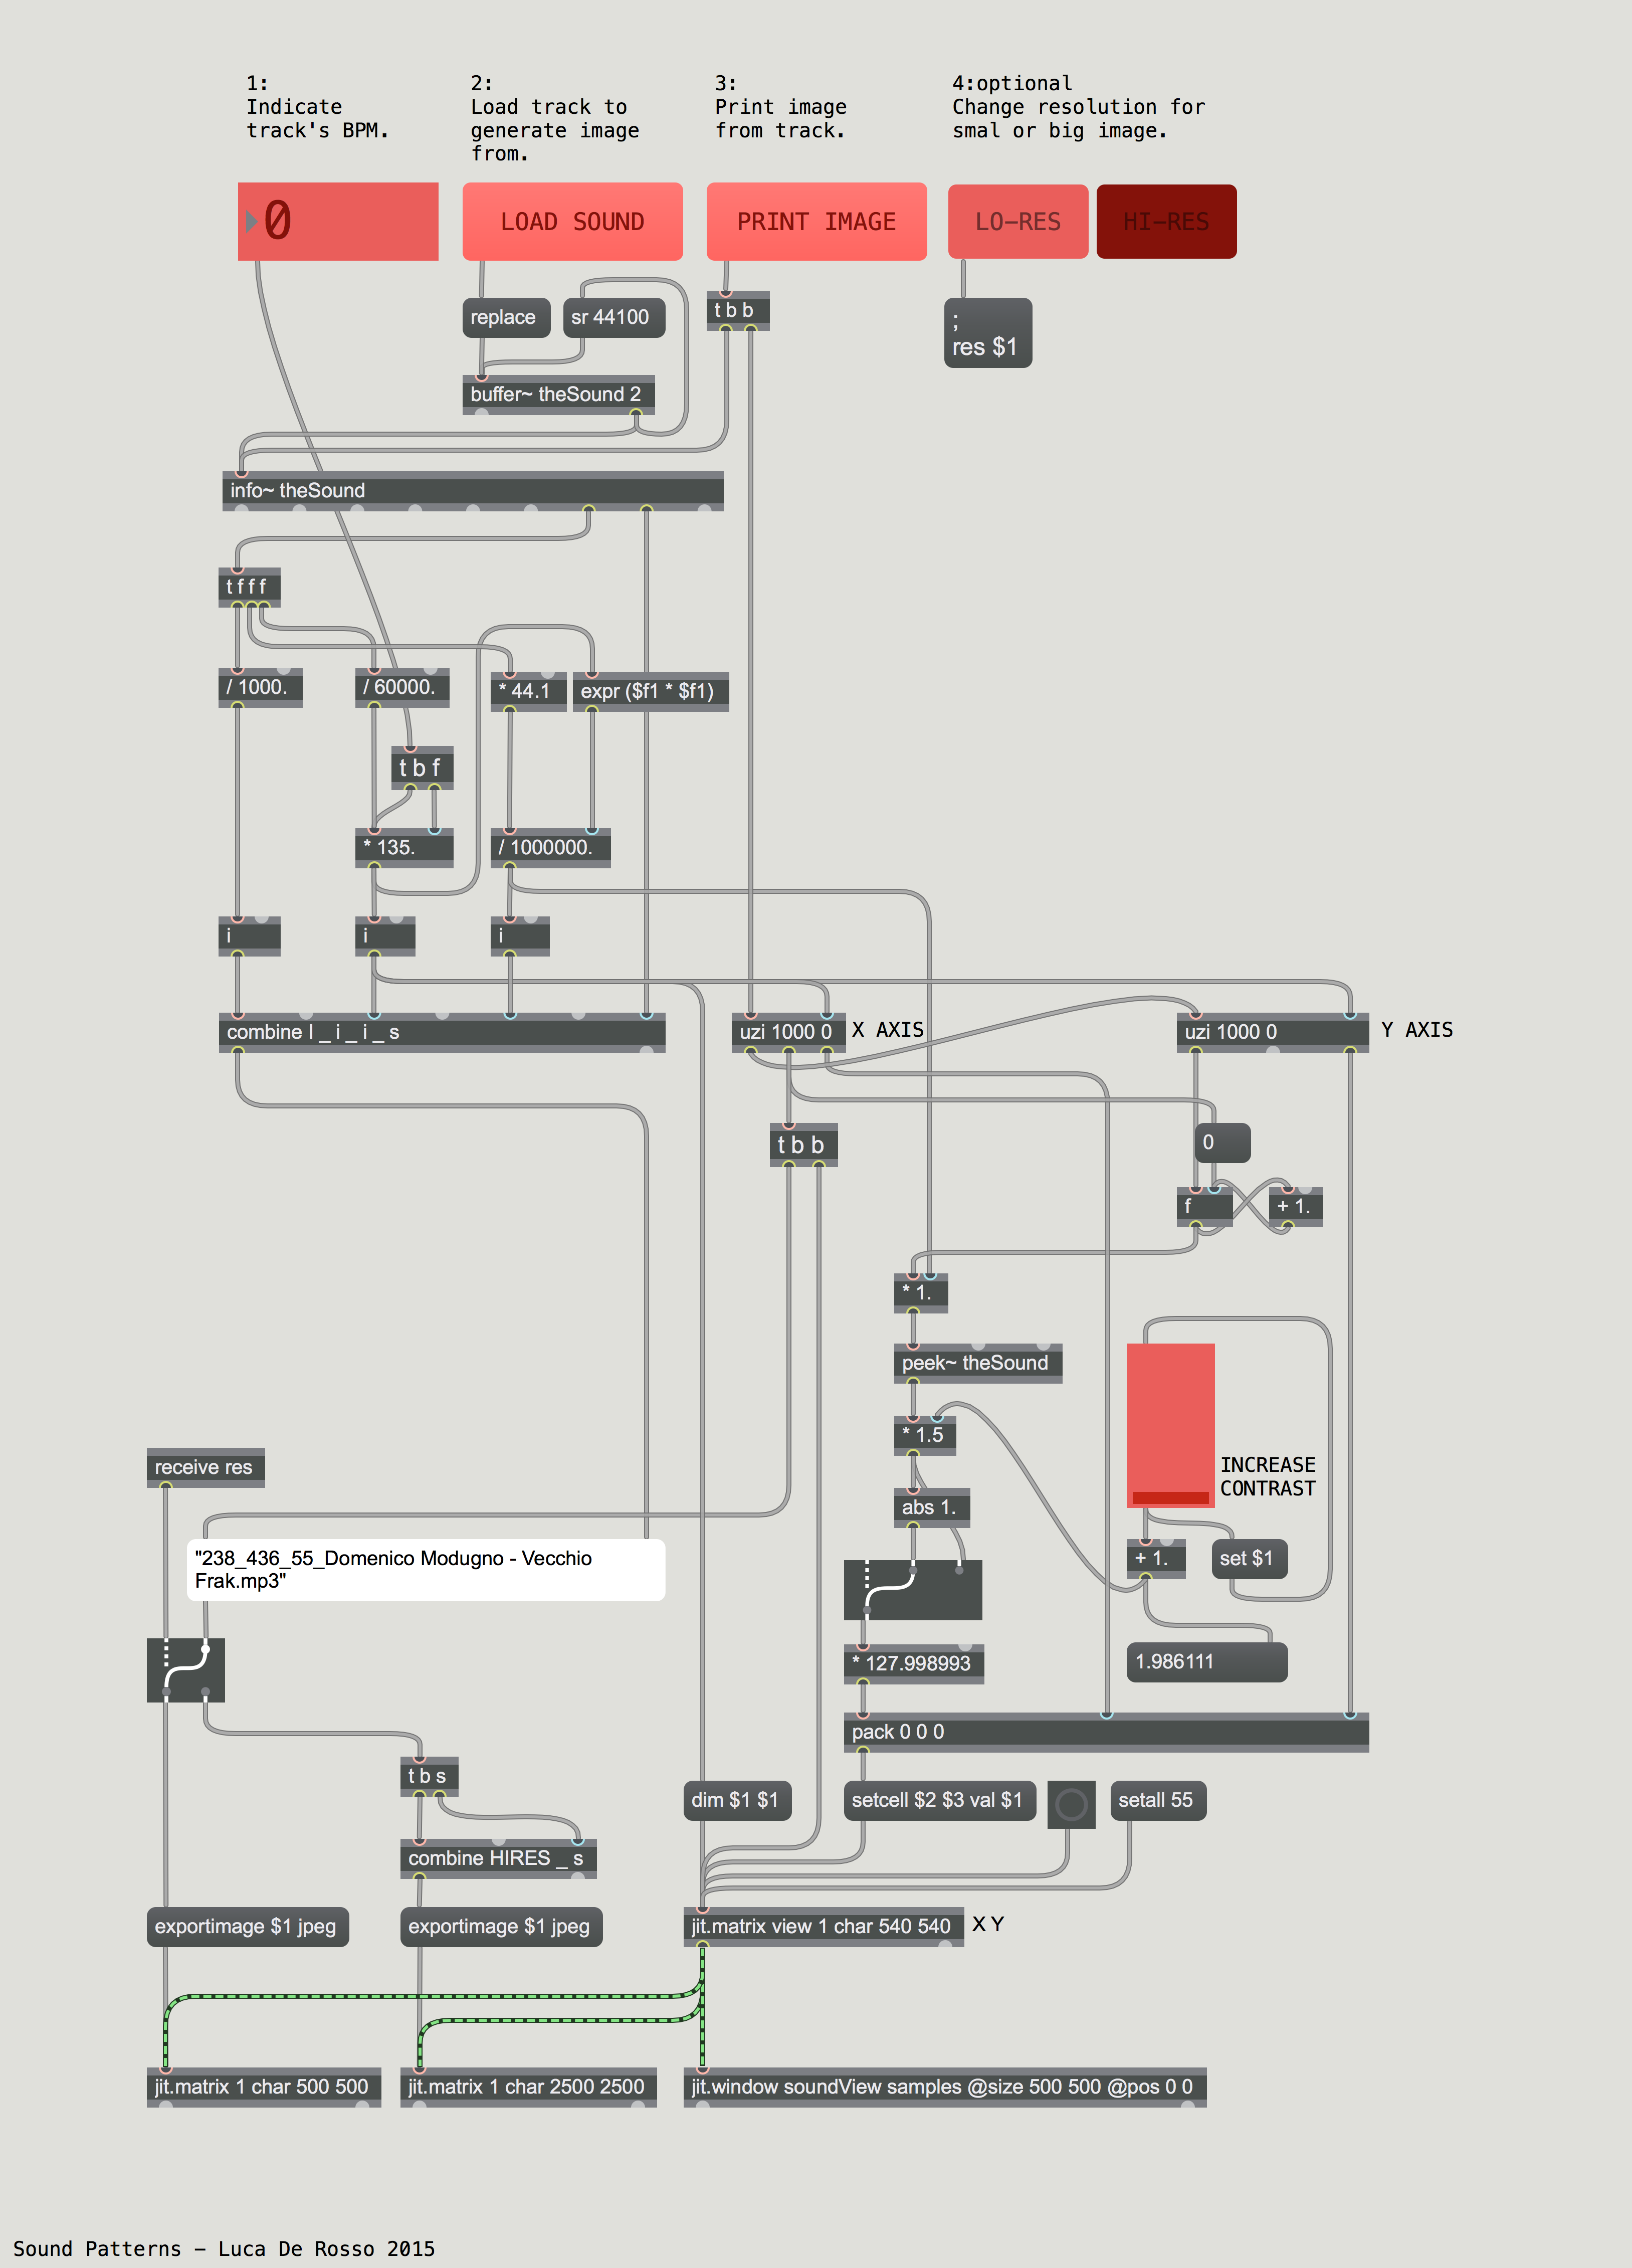 1:
Indicate
track's BPM.
2:
Load track to
generate image
from.
3:
Print image
from track.
4:optional
Change resolution for
smal or big image.
0
LOAD SOUND
PRINT IMAGE
LO-RES
HI-RES
replace
sr 44100
t b b
;
res $1
buffer~ theSound 2
info~ theSound
t f f f
/ 1000.
/ 60000.
* 44.1
expr ($f1 * $f1)
t b f
* 135.
/ 1000000.
i
i
i
combine l _ i _ i _ s
uzi 1000 0
X AXIS
uzi 1000 0
Y AXIS
t b b
0
f
+ 1.
* 1.
peek~ theSound
* 1.5
receive res
INCREASE
CONTRAST
abs 1.
"238_436_55_Domenico Modugno - Vecchio
Frak.mp3"
+ 1.
set $1
* 127.998993
1.986111
pack 0 0 0
t b s
dim $1 $1
setcell $2 $3 val $1
setall 55
combine HIRES _ s
exportimage $1 jpeg
exportimage $1 jpeg
jit.matrix view 1 char 540 540
X Y
jit.matrix 1 char 500 500
jit.matrix 1 char 2500 2500
jit.window soundView samples @size 500 500 @pos 0 0
Sound Patterns – Luca De Rosso 2015